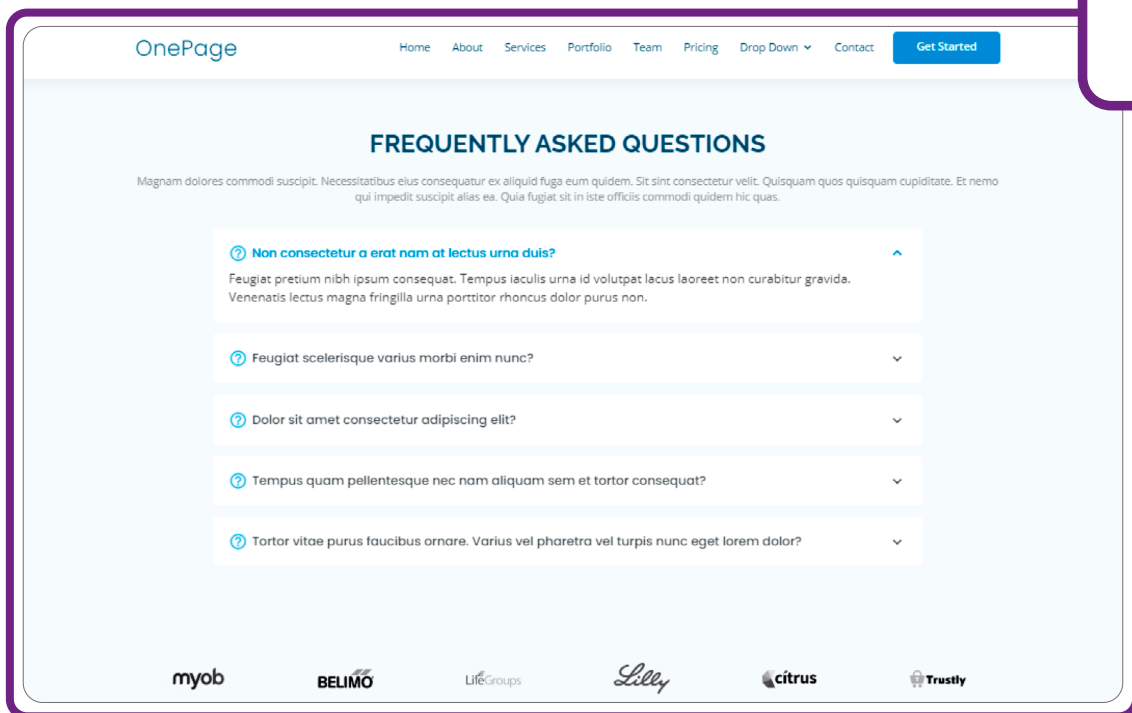 OnePage
Home About Services Portfolio Team Pricing Drop Down Contact Get Started
FREQUENTLY ASKED QUESTIONS
Magnam dolores commodi suscipit. Necessitatibus eius consequatur ex aliquid fuga eum quidem. Sit sint consectetur velit. Quisquam quos quisquam cupiditate. Et nemo
qui impedit suscipit alias ea. Quia fugiat sit in iste officiis commodi quidem hic quas.
Non consectetur a erat nam at lectus urna duis?
Feugiat pretium nibh ipsum consequat. Tempus iaculis urna id volutpat lacus laoreet non curabitur gravida.
Venenatis lectus magna fringilla urna porttitor rhoncus dolor purus non.
Feugiat scelerisque varius morbi enim nunc?
Dolor sit amet consectetur adipiscing elit?
Tempus quam pellentesque nec nam aliquam sem et tortor consequat?
Tortor vitae purus faucibus ornare. Varius vel pharetra vel turpis nunc eget lorem dolor?
myob BELIMO LifeGroups Lilly citrus Trustly